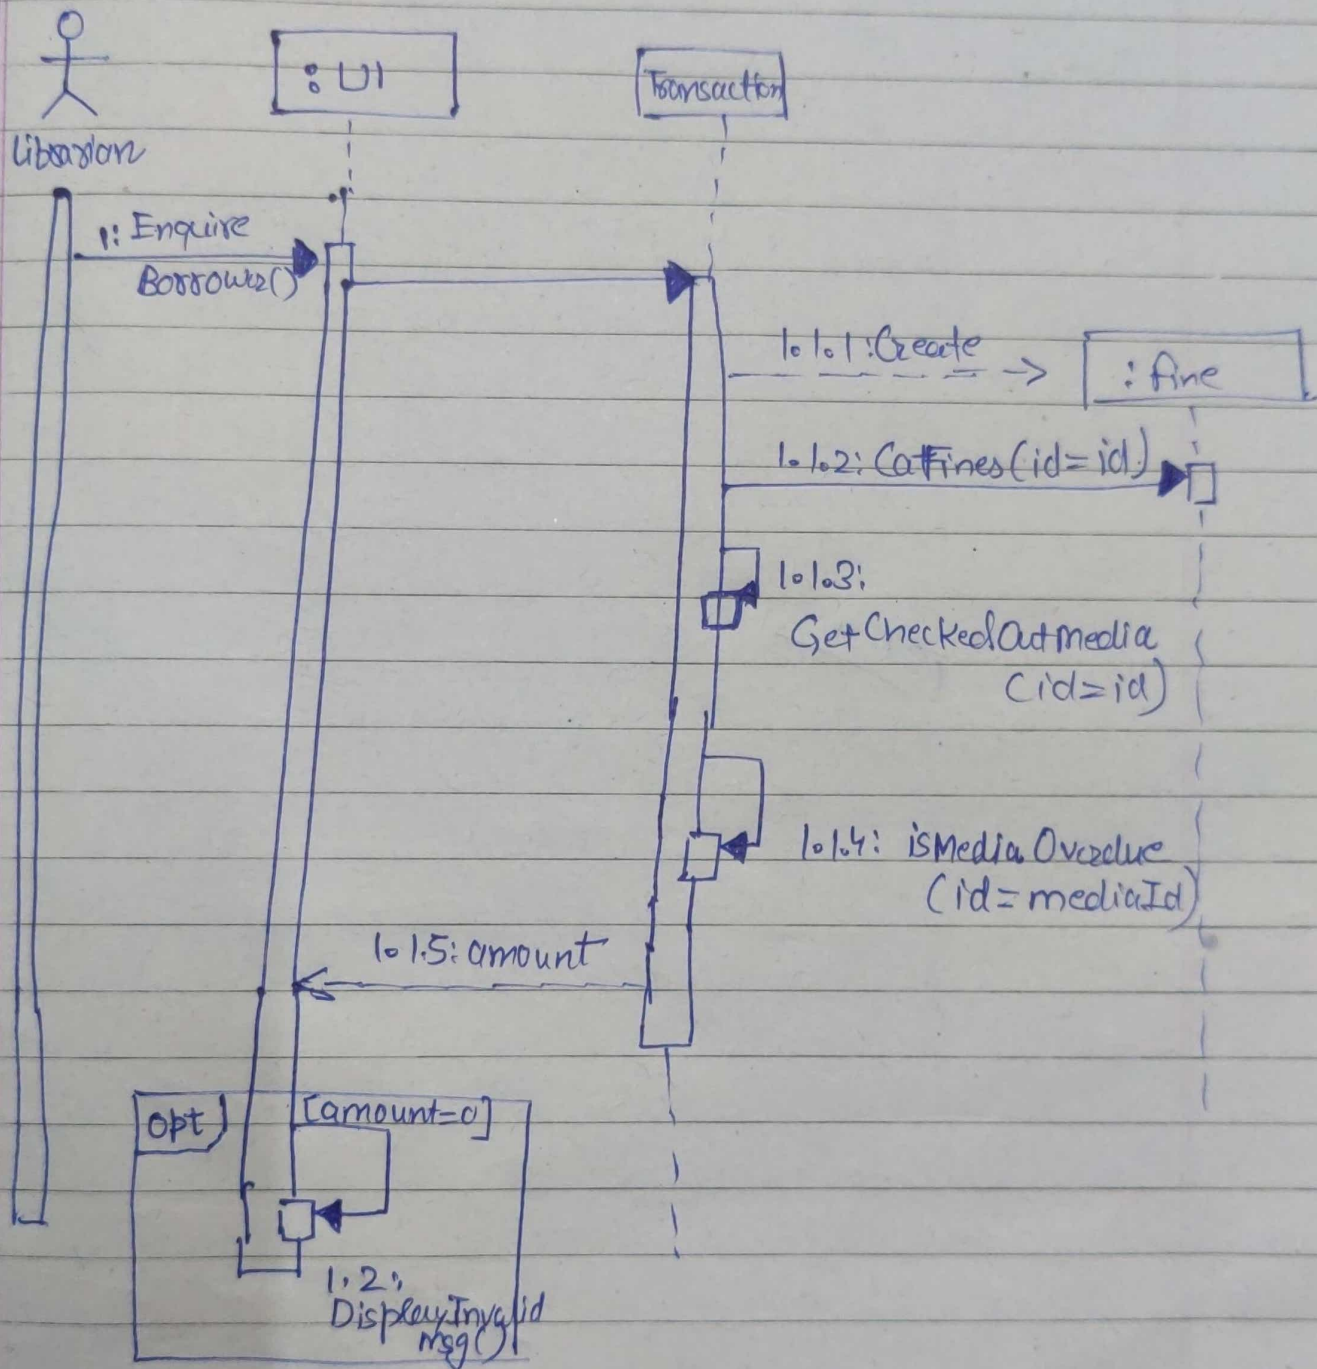 : UI
Transaction
Librarian
1: Enquire
Borrower()
1.1.1: Create
: fine
1.1.2: CalFines(id=id)
1.1.3:
GetCheckedOutmedia
(id=id)
1.1.4: isMediaOverdue
(id=mediaId)
1.1.5: amount
opt
[amount=0]
1.2:
DisplayInvalid
msg()